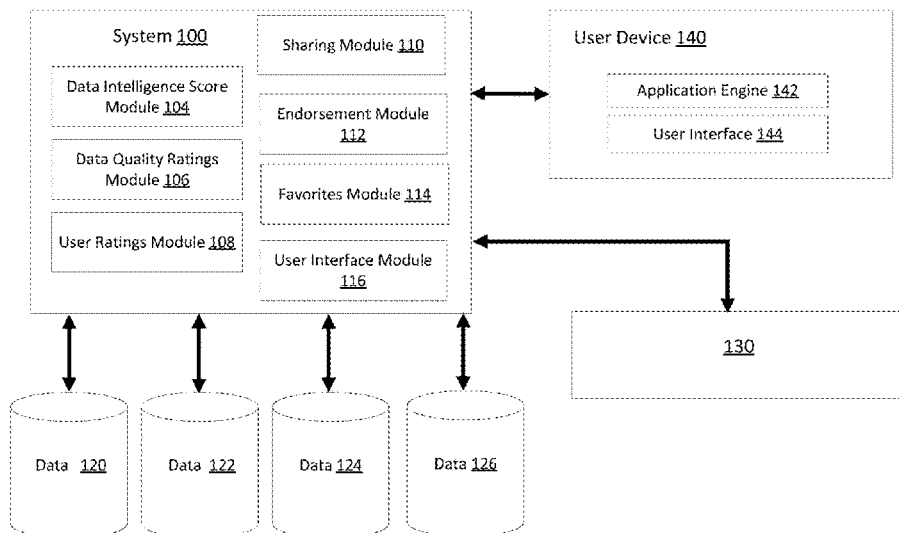 System 100
Sharing Module 110
Data Intelligence Score
Module 104
Endorsement Module
112
Data Quality Ratings
Module 106
Favorites Module 114
User Ratings Module 108
User Interface Module
116
User Device 140
Application Engine 142
User Interface 144
130
Data 120
Data 122
Data 124
Data 126